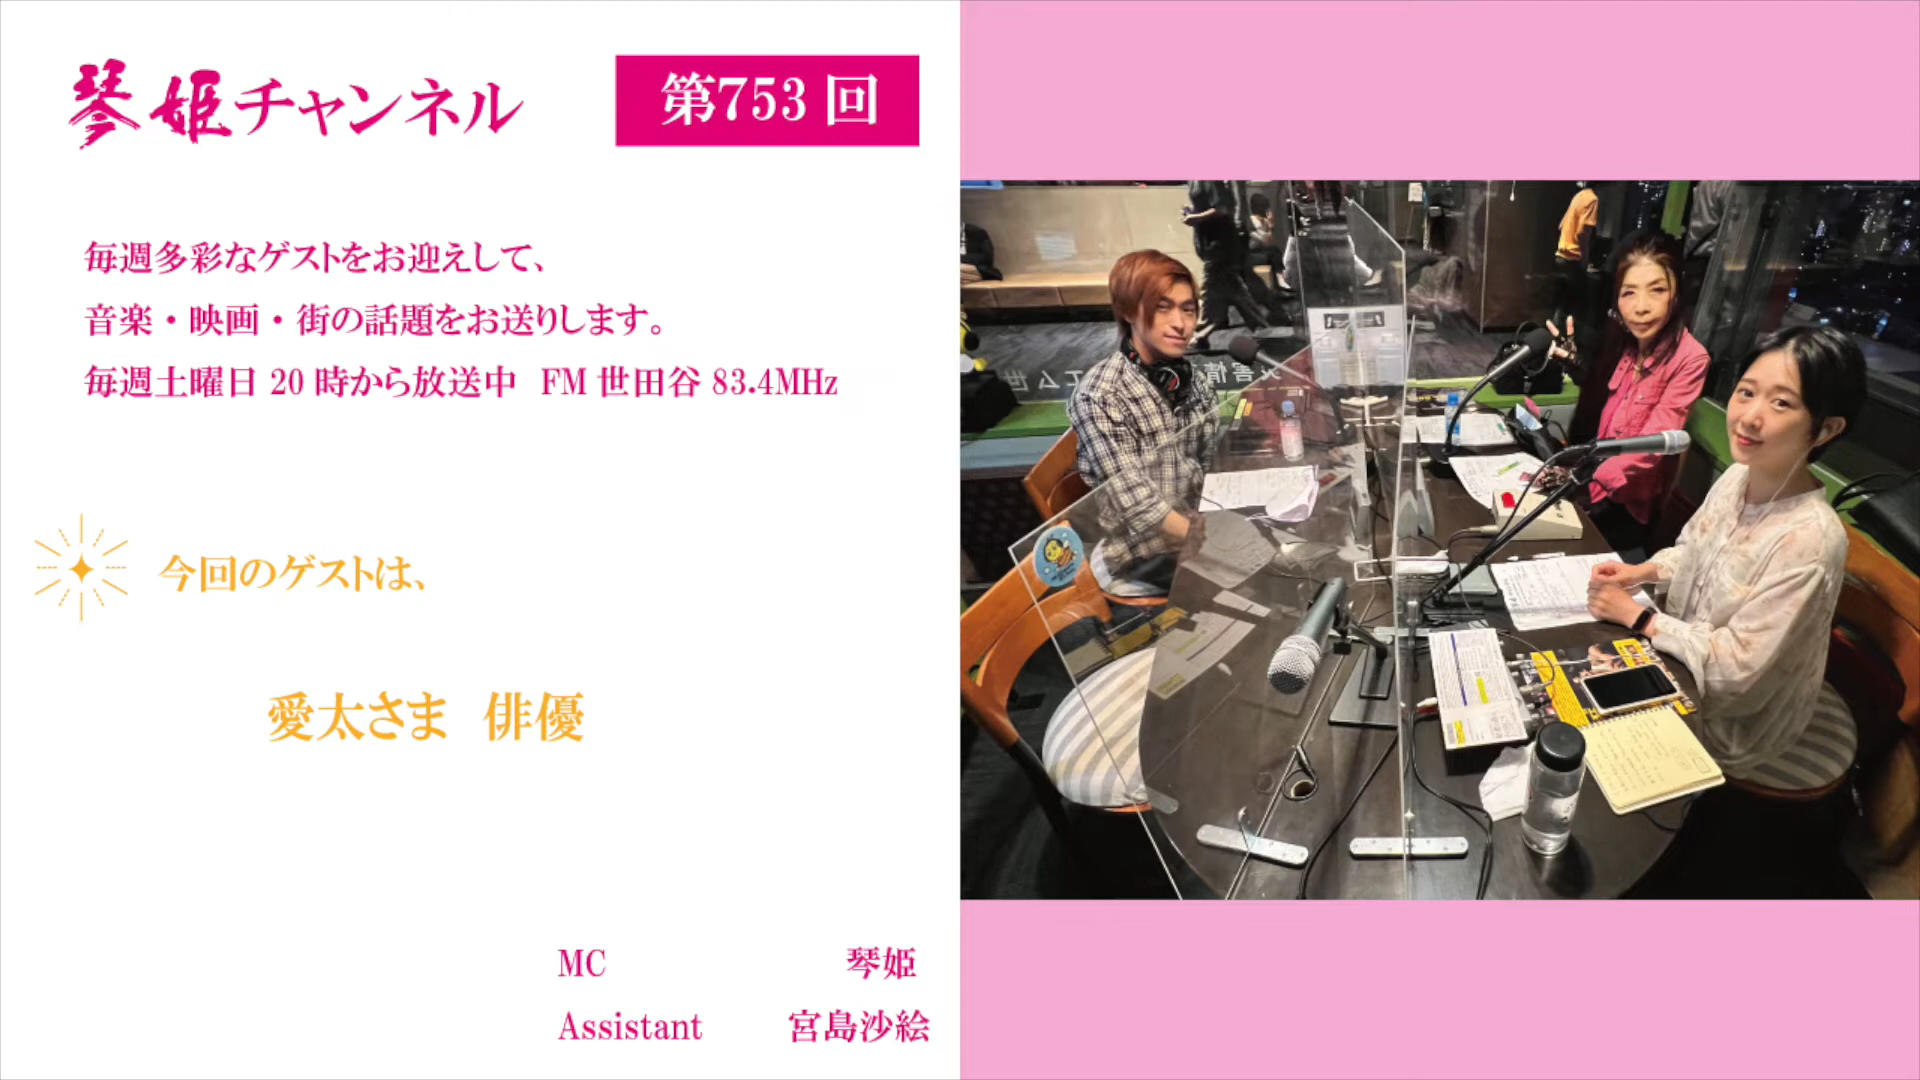 琴姫チャンネル
第753回
毎週多彩なゲストをお迎えして、
音楽・映画・街の話題をお送りします。
毎週土曜日 20 時から放送中 FM 世田谷 83.4MHz
今回のゲストは、
愛太さま 俳優
MC 琴姫
Assistant 宮島沙絵